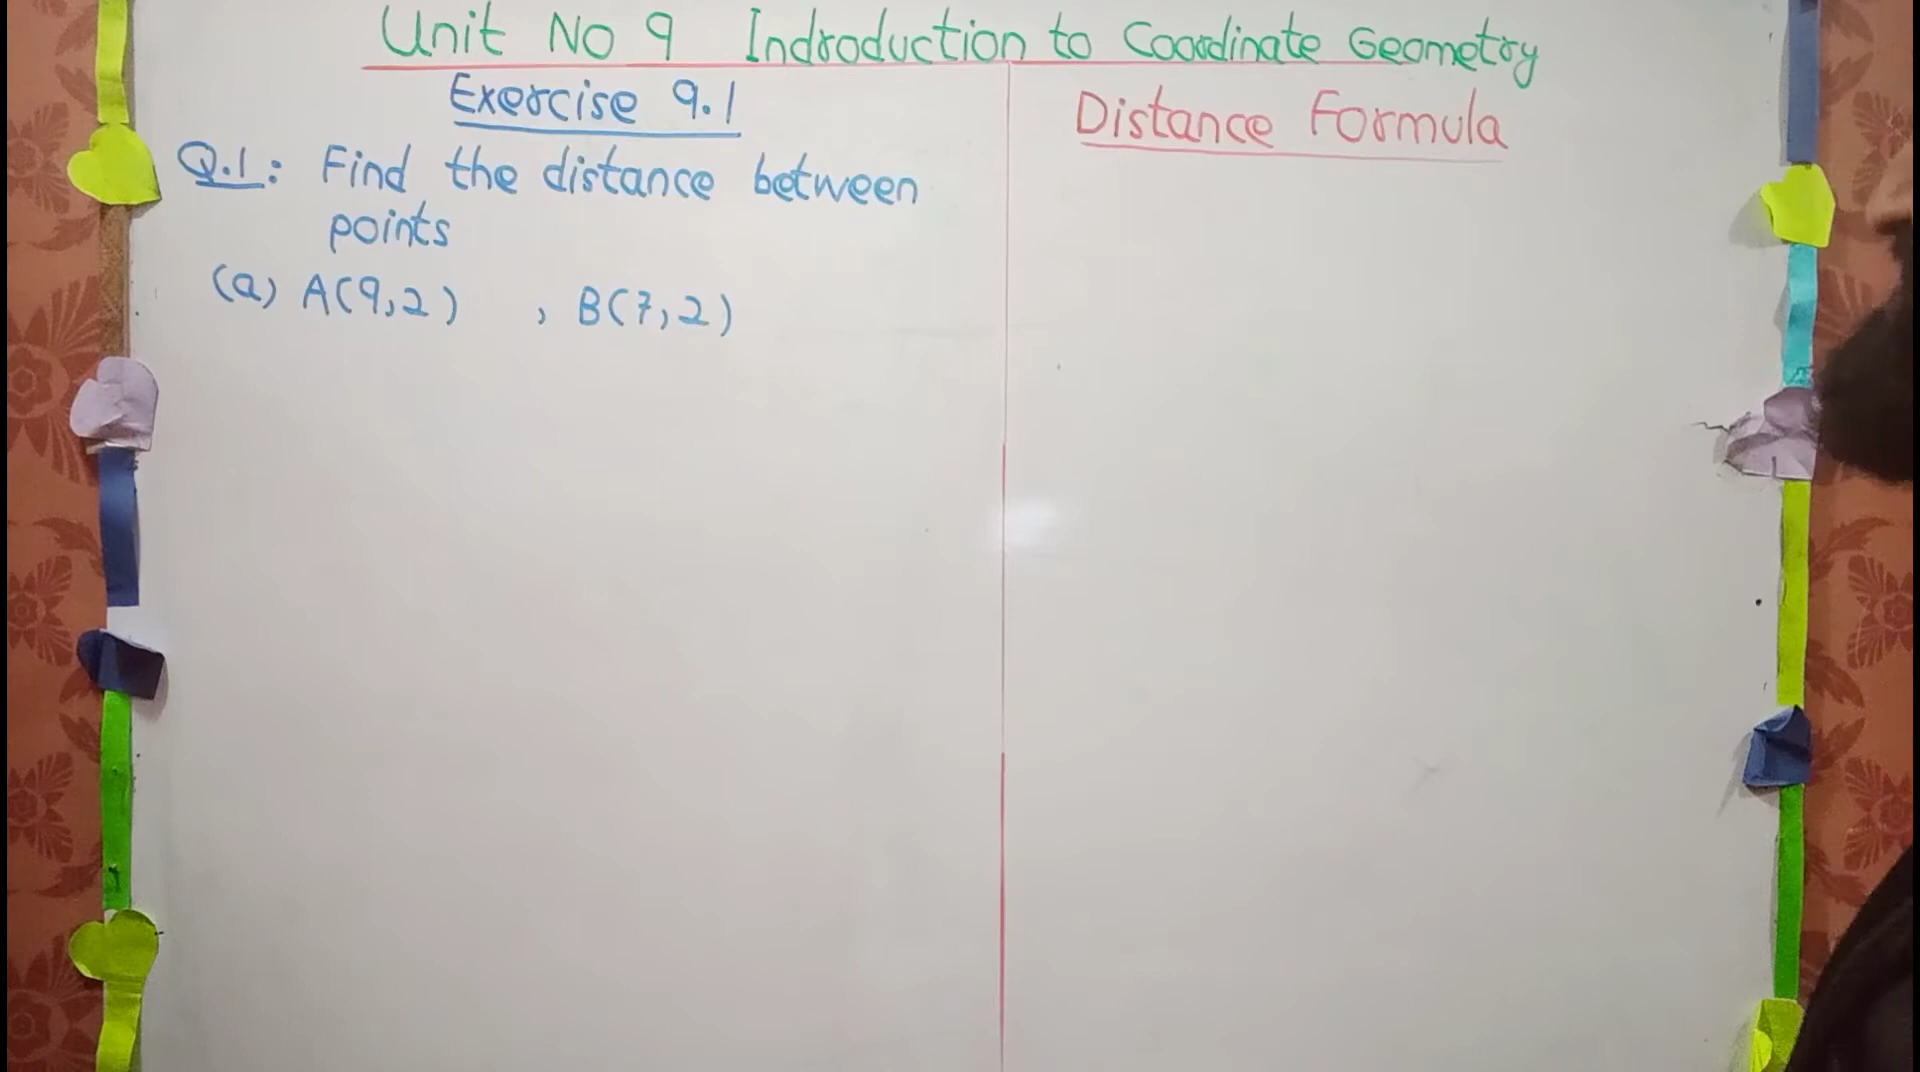 Unit No 9 Indroduction to Coordinate Geometry
Exercise 9.1
Q.1: Find the distance between
points
(a) A(9,2) , B(7,2)
Distance Formula